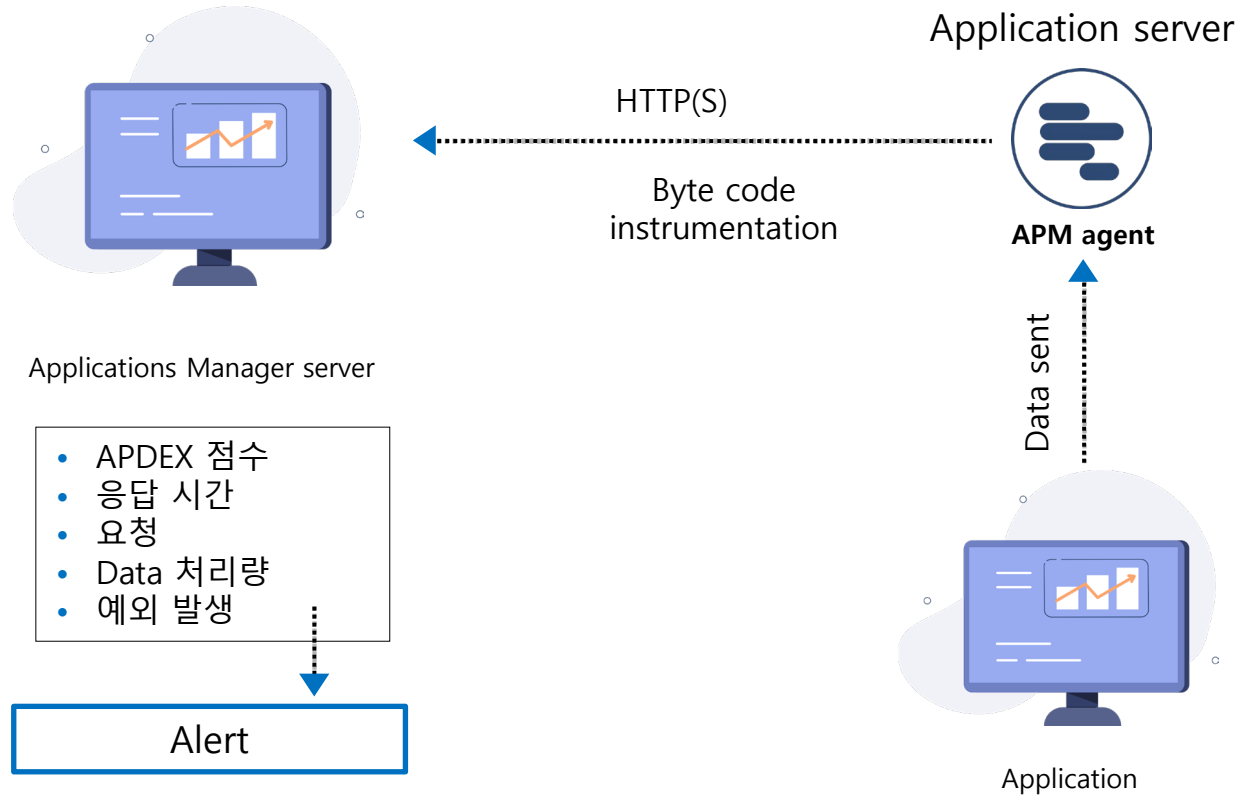 Application server
HTTP(S)
Byte code
instrumentation
APM agent
Data sent
Applications Manager server
• APDEX 점수
• 응답 시간
• 요청
• Data 처리량
• 예외 발생
Alert
Application